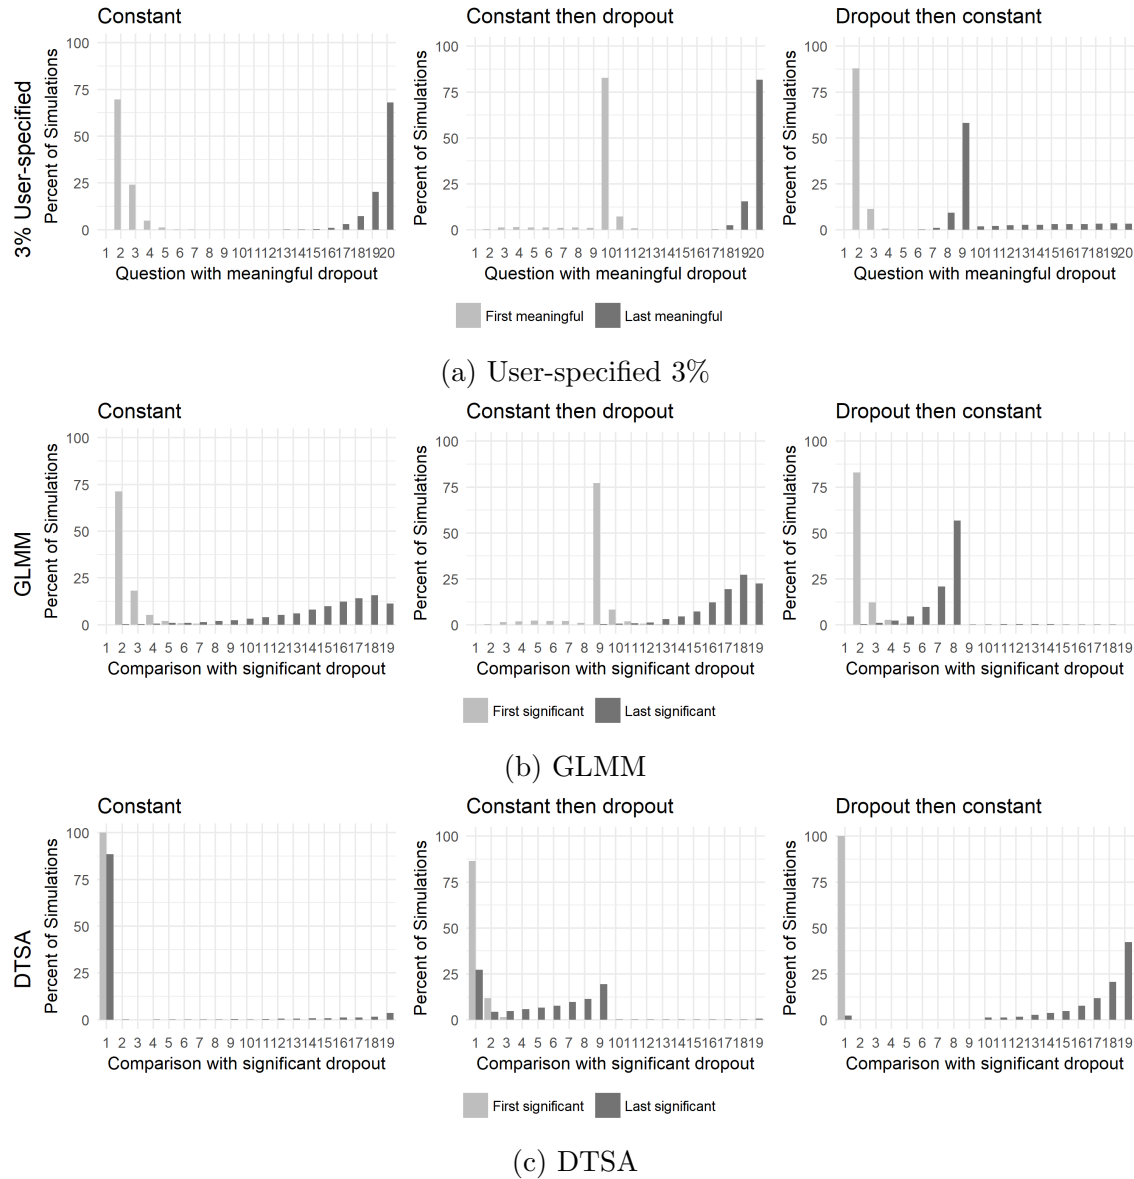 Constant
Constant then dropout
Dropout then constant
3% User-specified
Percent of Simulations
100
75
50
25
0
1 2 3 4 5 6 7 8 9 10 11 12 13 14 15 16 17 18 19 20
Question with meaningful dropout
Percent of Simulations
100
75
50
25
0
1 2 3 4 5 6 7 8 9 10 11 12 13 14 15 16 17 18 19 20
Question with meaningful dropout
Percent of Simulations
100
75
50
25
0
1 2 3 4 5 6 7 8 9 10 11 12 13 14 15 16 17 18 19 20
Question with meaningful dropout
First meaningful Last meaningful
(a) User-specified 3%
Constant
Constant then dropout
Dropout then constant
GLMM
Percent of Simulations
100
75
50
25
0
1 2 3 4 5 6 7 8 9 10 11 12 13 14 15 16 17 18 19
Comparison with significant dropout
Percent of Simulations
100
75
50
25
0
1 2 3 4 5 6 7 8 9 10 11 12 13 14 15 16 17 18 19
Comparison with significant dropout
Percent of Simulations
100
75
50
25
0
1 2 3 4 5 6 7 8 9 10 11 12 13 14 15 16 17 18 19
Comparison with significant dropout
First significant Last significant
(b) GLMM
Constant
Constant then dropout
Dropout then constant
DTSA
Percent of Simulations
100
75
50
25
0
1 2 3 4 5 6 7 8 9 10 11 12 13 14 15 16 17 18 19
Comparison with significant dropout
Percent of Simulations
100
75
50
25
0
1 2 3 4 5 6 7 8 9 10 11 12 13 14 15 16 17 18 19
Comparison with significant dropout
Percent of Simulations
100
75
50
25
0
1 2 3 4 5 6 7 8 9 10 11 12 13 14 15 16 17 18 19
Comparison with significant dropout
First significant Last significant
(c) DTSA